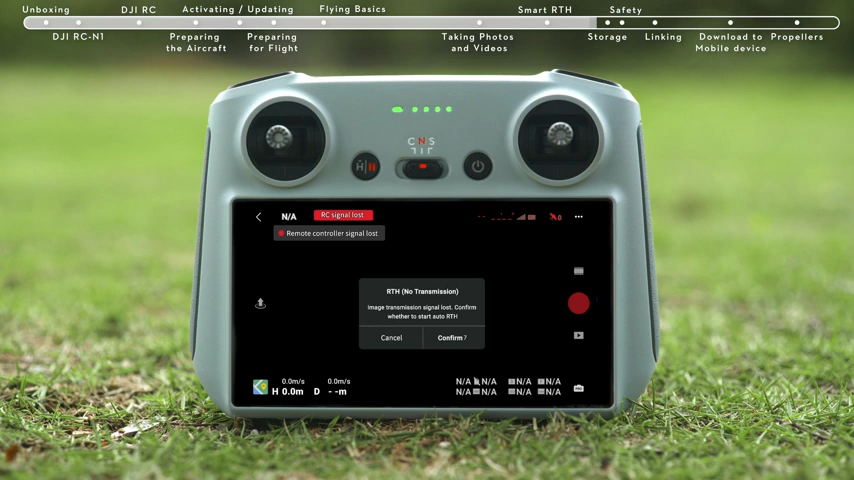 Unboxing
DJI RC
Activating / Updating
Flying Basics
Smart RTH
Safety
DJI RC-N1
Preparing
the Aircraft
Preparing
for Flight
Taking Photos
and Videos
Storage
Linking
Download to
Mobile device
Propellers
C N S
N/A
RC signal lost
0
Remote controller signal lost
RTH (No Transmission)
Image transmission signal lost. Confirm
whether to start auto RTH
Cancel
Confirm 7
0.0m/s
0.0m/s
H 0.0m
D - -m
N/A N/A N/A N/A
N/A N/A N/A N/A